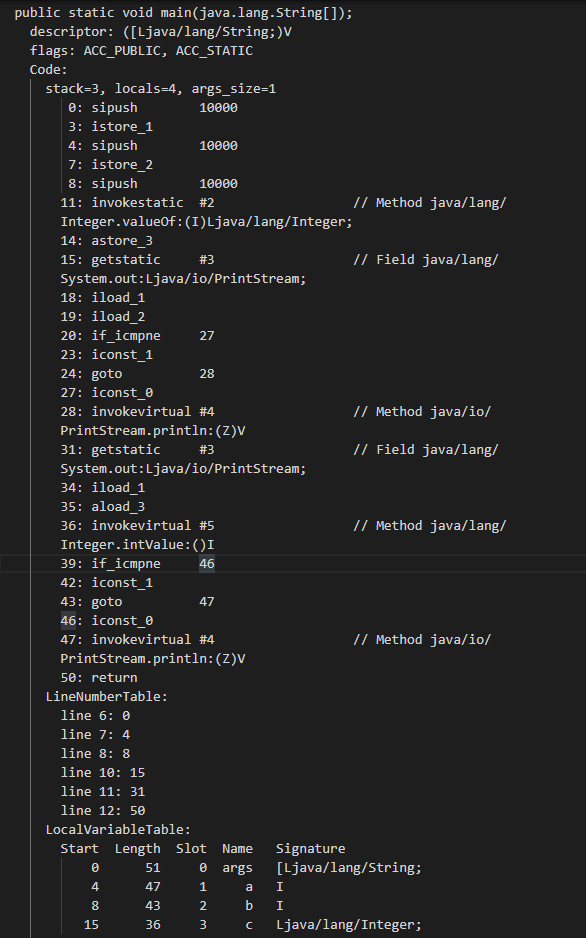 public static void main(java.lang.String[]);
descriptor: ([Ljava/lang/String;)V
flags: ACC_PUBLIC, ACC_STATIC
Code:
stack=3, locals=4, args_size=1
0: sipush 10000
3: istore_1
4: sipush 10000
7: istore_2
8: sipush 10000
11: invokestatic #2 // Method java/lang/
Integer.valueOf:(I)Ljava/lang/Integer;
14: astore_3
15: getstatic #3 // Field java/lang/
System.out:Ljava/io/PrintStream;
18: iload_1
19: iload_2
20: if_icmpne 27
23: iconst_1
24: goto 28
27: iconst_0
28: invokevirtual #4 // Method java/io/
PrintStream.println:(Z)V
31: getstatic #3 // Field java/lang/
System.out:Ljava/io/PrintStream;
34: iload_1
35: aload_3
36: invokevirtual #5 // Method java/lang/
Integer.intValue:()I
39: if_icmpne 46
42: iconst_1
43: goto 47
46: iconst_0
47: invokevirtual #4 // Method java/io/
PrintStream.println:(Z)V
50: return
LineNumberTable:
line 6: 0
line 7: 4
line 8: 8
line 10: 15
line 11: 31
line 12: 50
LocalVariableTable:
Start Length Slot Name Signature
0 51 0 args [Ljava/lang/String;
4 47 1 a I
8 43 2 b I
15 36 3 c Ljava/lang/Integer;